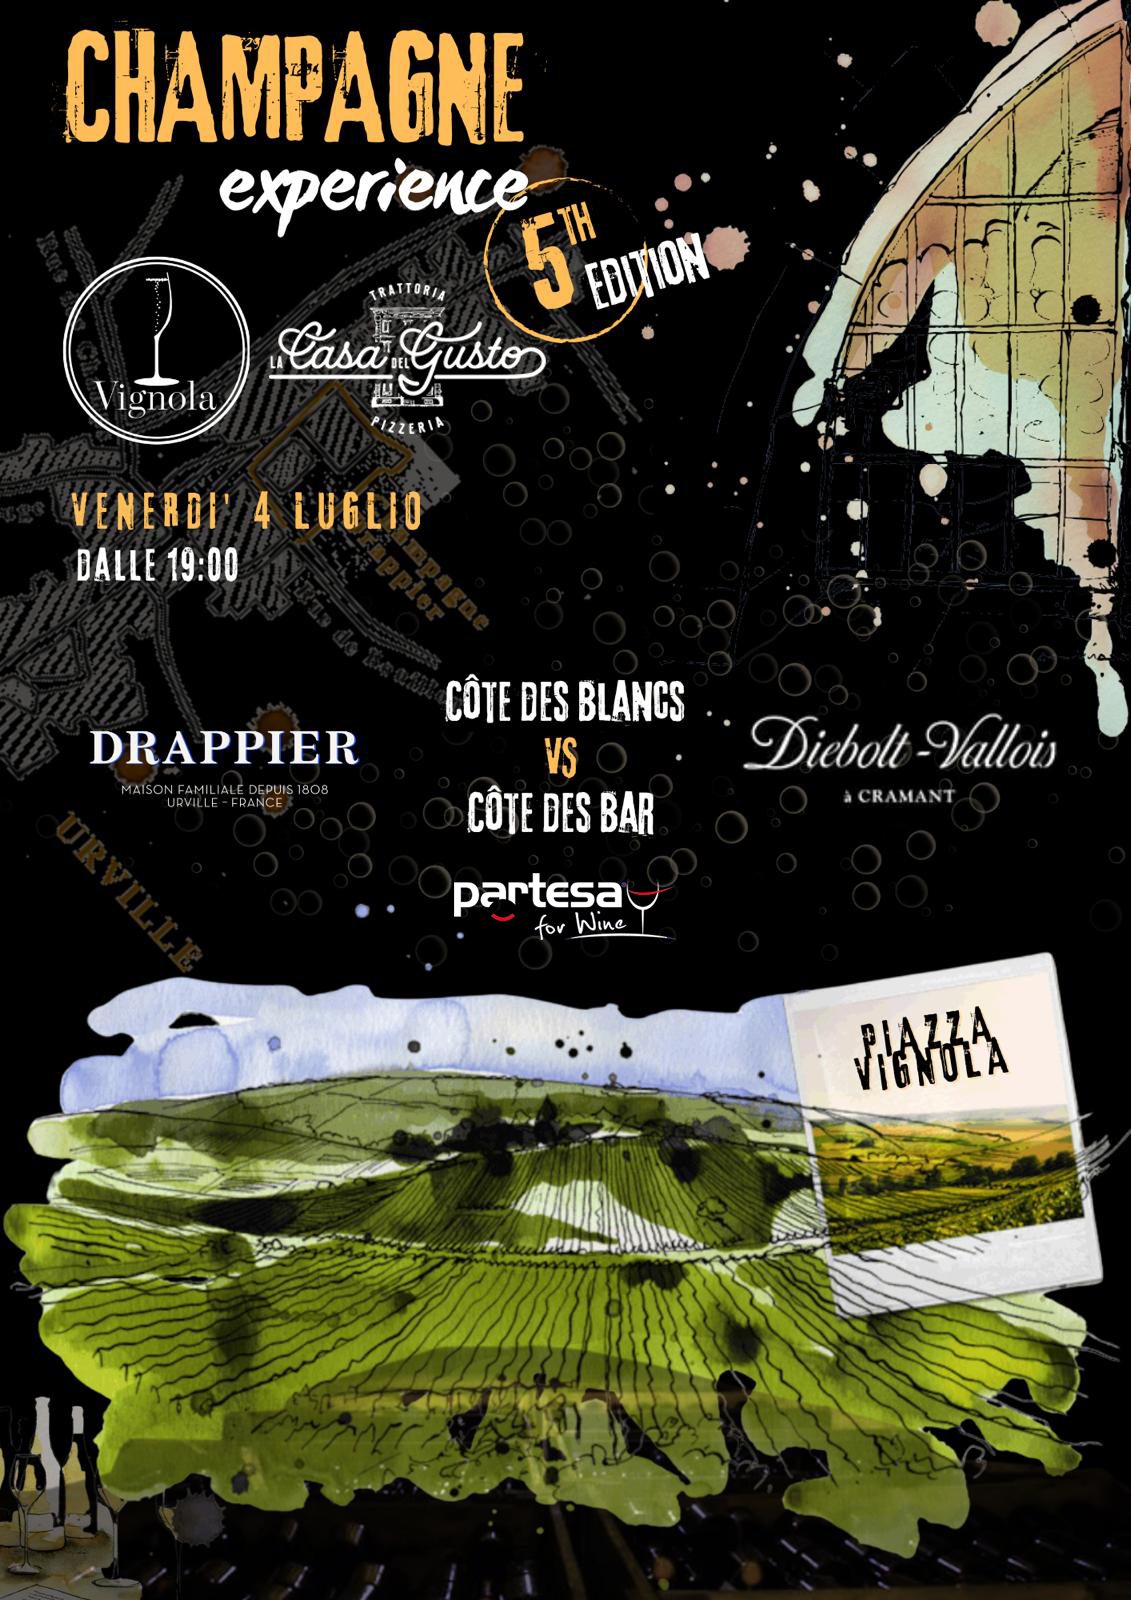 CHAMPAGNE
experience
5TH
EDITION
Vignola
TRATTORIA
LA Casa DEL Gusto
PIZZERIA
VENERDI' 4 LUGLIO
DALLE 19:00
Champagne
Drappier
CÔTE DES BLANCS
VS
CÔTE DES BAR
DRAPPIER
MAISON FAMILIALE DEPUIS 1808
URVILLE - FRANCE
Diebolt-Vallois
à CRAMANT
partesa
for Wine
URVILLE
PIAZZA
VIGNOLA